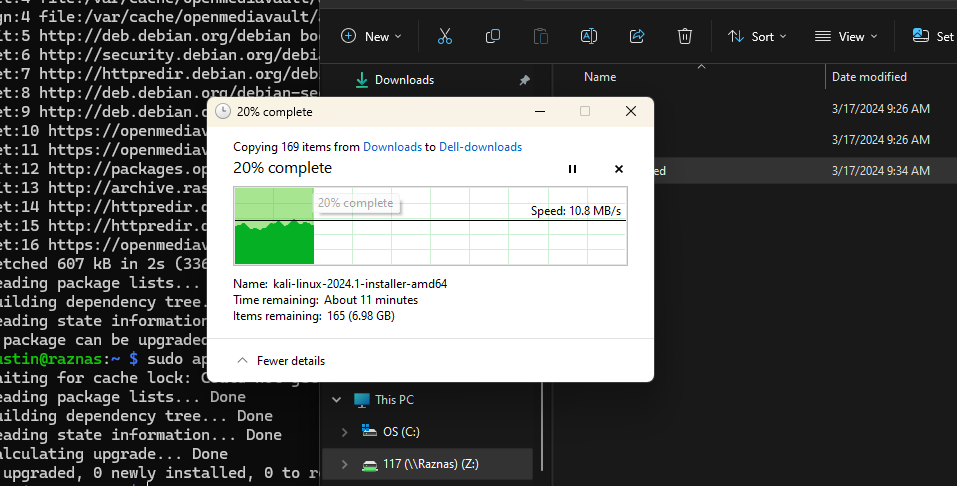 gn:4 file:/var/cache/openmediavault/
it:5 http://deb.debian.org/debian
et:6 http://security.debian.org/
et:7 http://httpredir.debian.org/
et:8 http://deb.debian.org/
et:9 http://deb.debian.
et:10 https://openmediav
et:11 https://openmediav
it:12 http://packages.op
it:13 http://archive.ras
et:14 http://httpredir.d
et:15 http://httpredir.d
et:16 https://openmediav
etched 607 kB in 2s (336
eading package lists...
uilding dependency tree.
eading state information
package can be upgraded
ustin@raznas:~ $ sudo ap
aiting for cache lock:
eading package lists... Done
uilding dependency tree... Done
eading state information... Done
alculating upgrade... Done
upgraded, 0 newly installed, 0 to r
New
Sort
View
Set
Downloads
Name
Date modified
3/17/2024 9:26 AM
3/17/2024 9:26 AM
ed
3/17/2024 9:34 AM
20% complete
Copying 169 items from Downloads to Dell-downloads
20% complete
20% complete
Speed: 10.8 MB/s
Name: kali-linux-2024.1-installer-amd64
Time remaining: About 11 minutes
Items remaining: 165 (6.98 GB)
Fewer details
This PC
OS (C:)
117 (\\Raznas) (Z:)